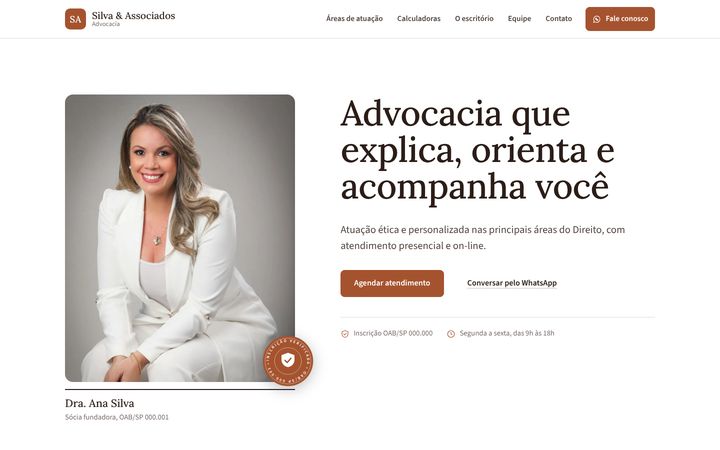 SA
Silva & Associados
Advocacia
Áreas de atuação
Calculadoras
O escritório
Equipe
Contato
Fale conosco
Advocacia que
explica, orienta e
acompanha você
Atuação ética e personalizada nas principais áreas do Direito, com
atendimento presencial e on-line.
Agendar atendimento
Conversar pelo WhatsApp
Inscrição OAB/SP 000.000
Segunda a sexta, das 9h às 18h
INSCRIÇÃO VERIFICADA
Dra. Ana Silva
Sócia fundadora, OAB/SP 000.001